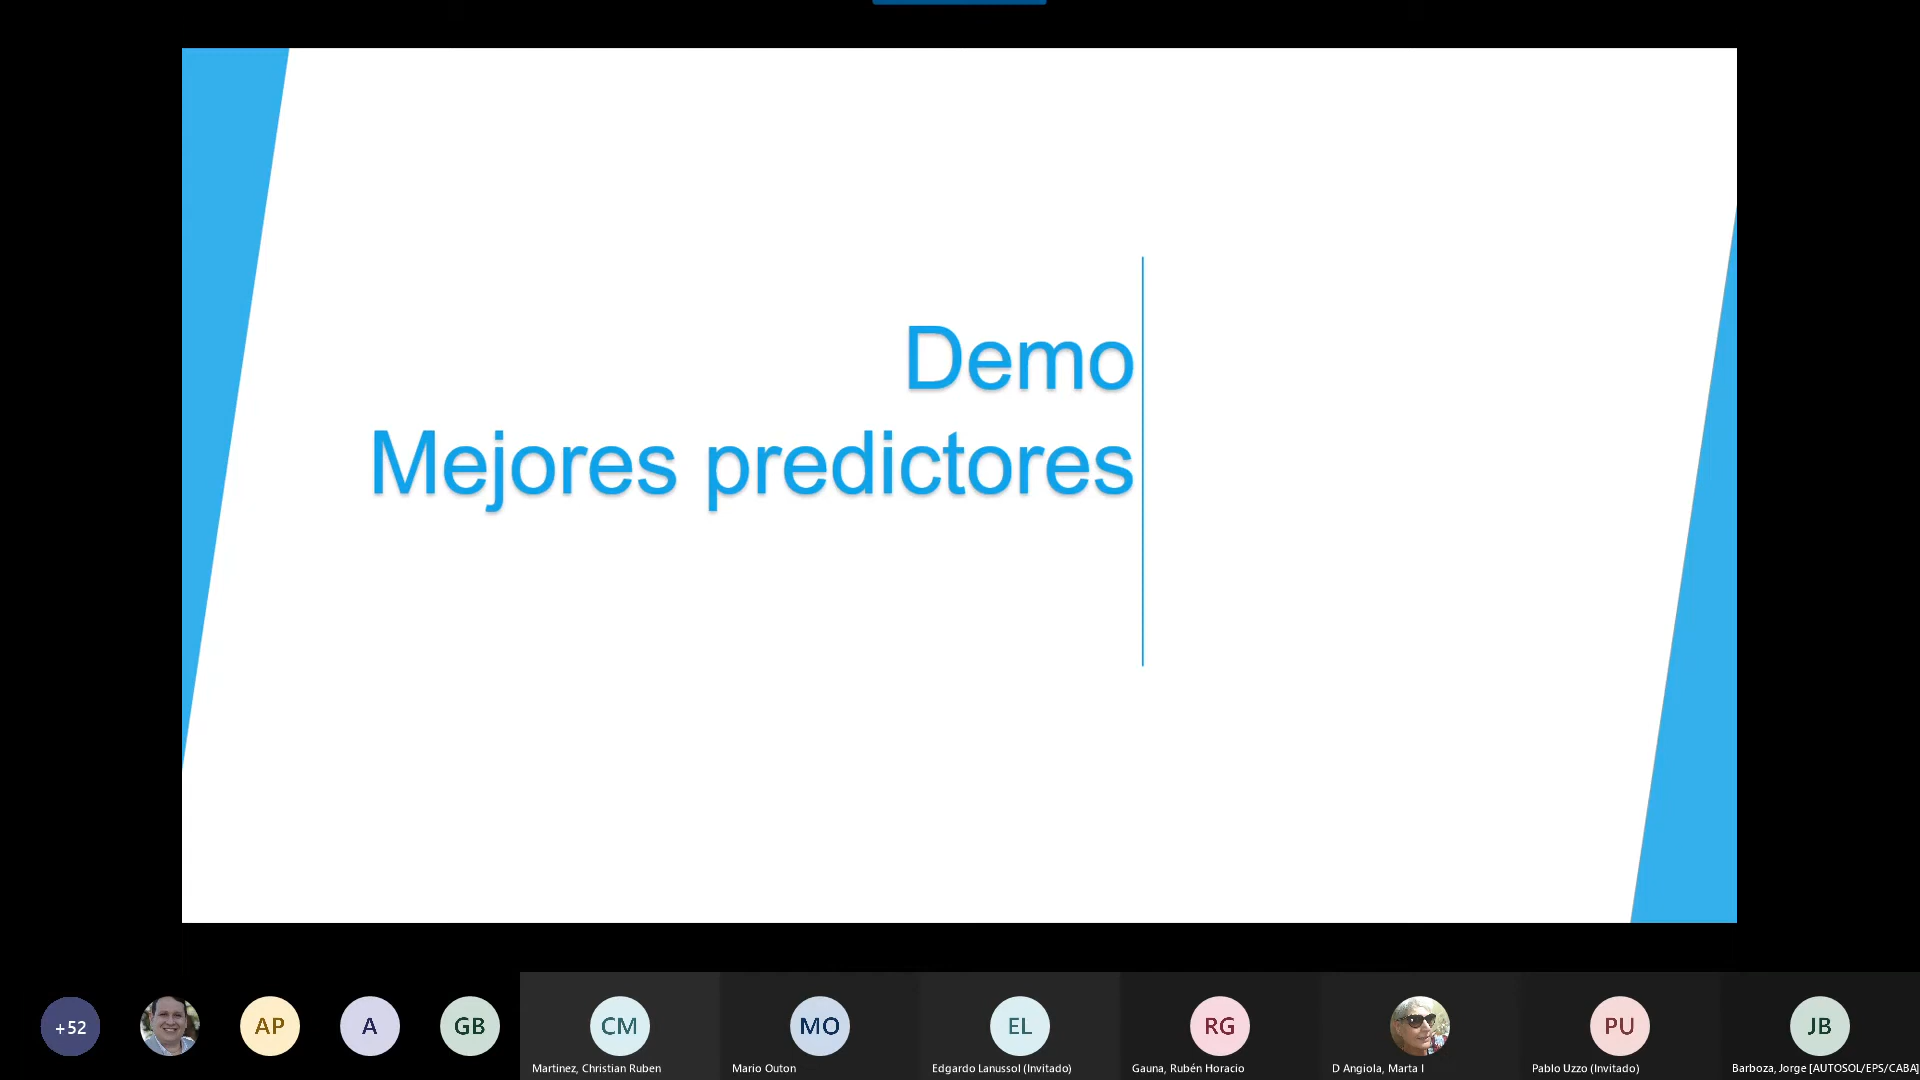 Demo
Mejores predictores
+52
AP
A
GB
CM
MO
EL
RG
PU
JB
Martinez, Christian Ruben
Mario Outon
Edgardo Lanussol (Invitado)
Gauna, Rubén Horacio
D Angiola, Marta I
Pablo Uzzo (Invitado)
Barboza, Jorge [AUTOSOL/EPS/CABA]